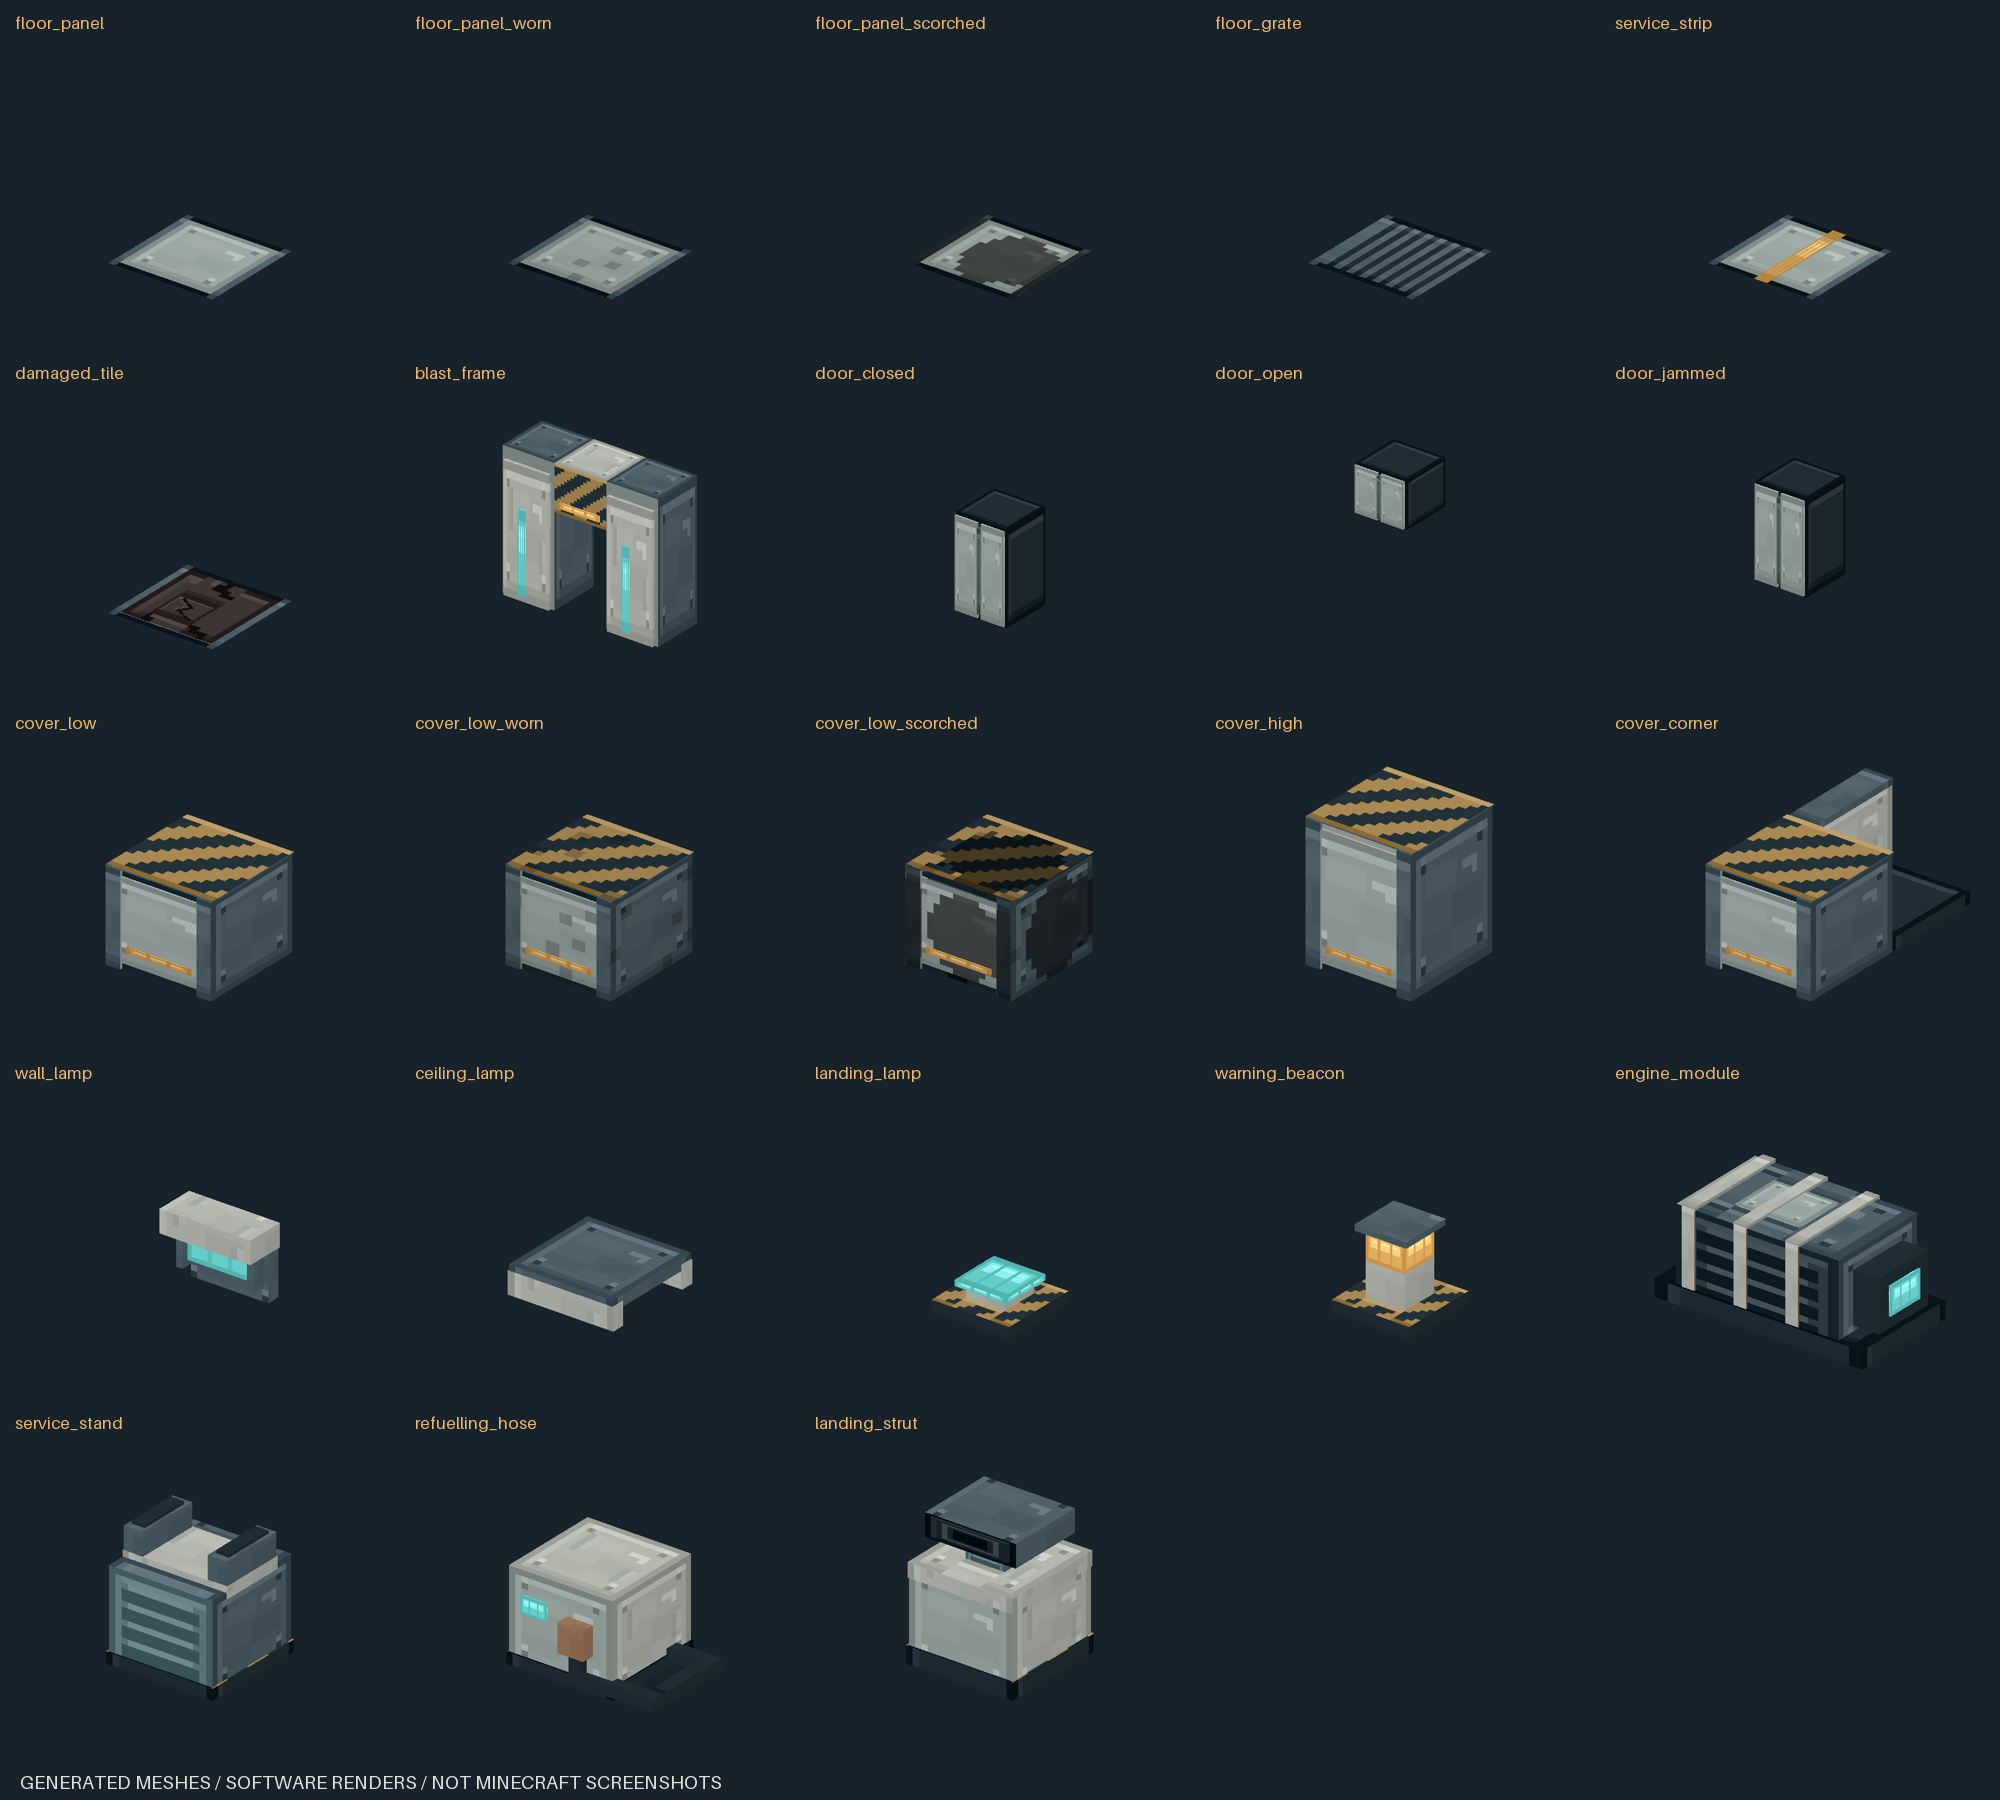 floor_panel
floor_panel_worn
floor_panel_scorched
floor_grate
service_strip
damaged_tile
blast_frame
door_closed
door_open
door_jammed
cover_low
cover_low_worn
cover_low_scorched
cover_high
cover_corner
wall_lamp
ceiling_lamp
landing_lamp
warning_beacon
engine_module
service_stand
refuelling_hose
landing_strut
GENERATED MESHES / SOFTWARE RENDERS / NOT MINECRAFT SCREENSHOTS